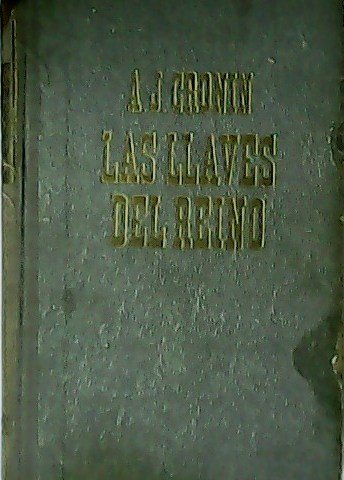 A J CRONIN
LAS LLAVES
DEL REINO